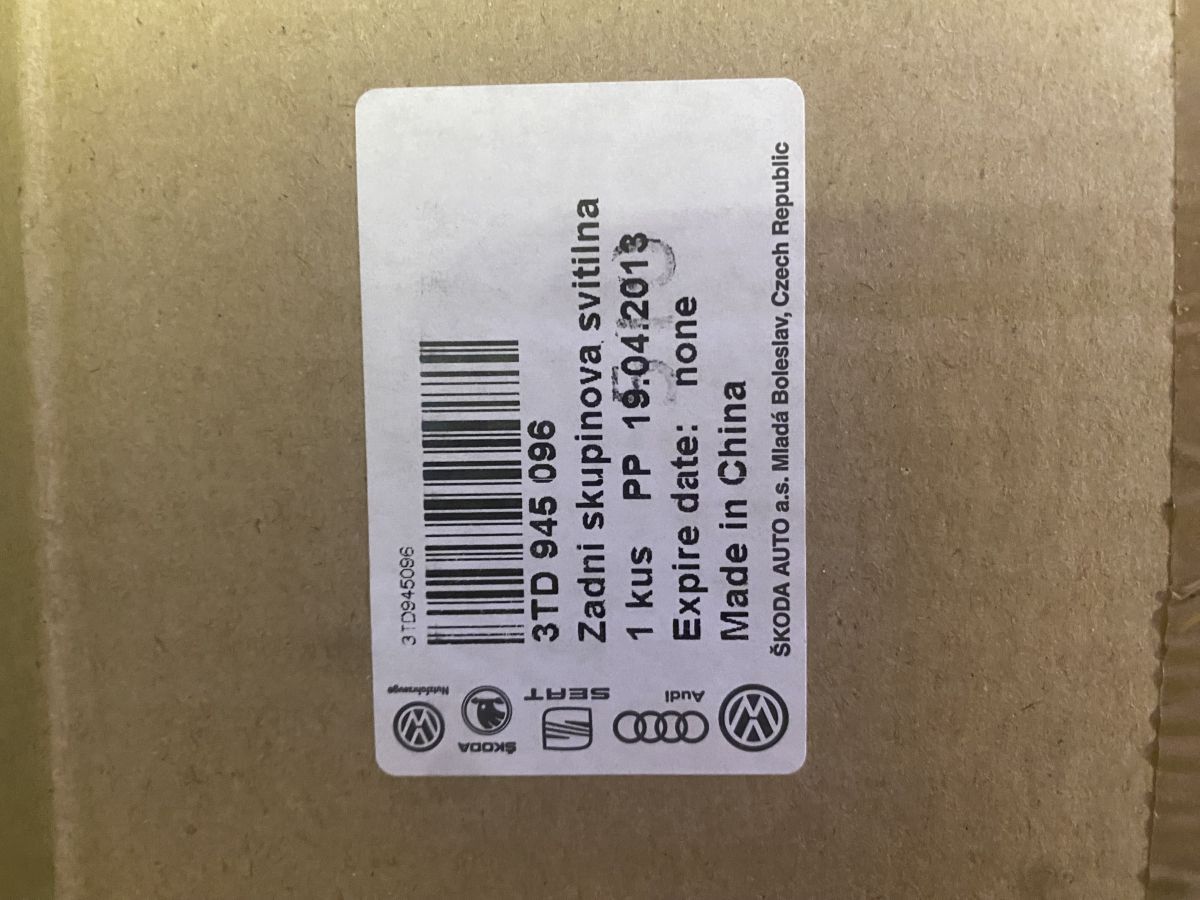 3TD945096
3TD 945 096
Zadni skupinova svitilna
1 kus PP 19.04.2013
Expire date: none
Made in China
ŠKODA AUTO a.s. Mladá Boleslav, Czech Republic
Nutzfahrzeuge
ŠKODA
SEAT
Audi